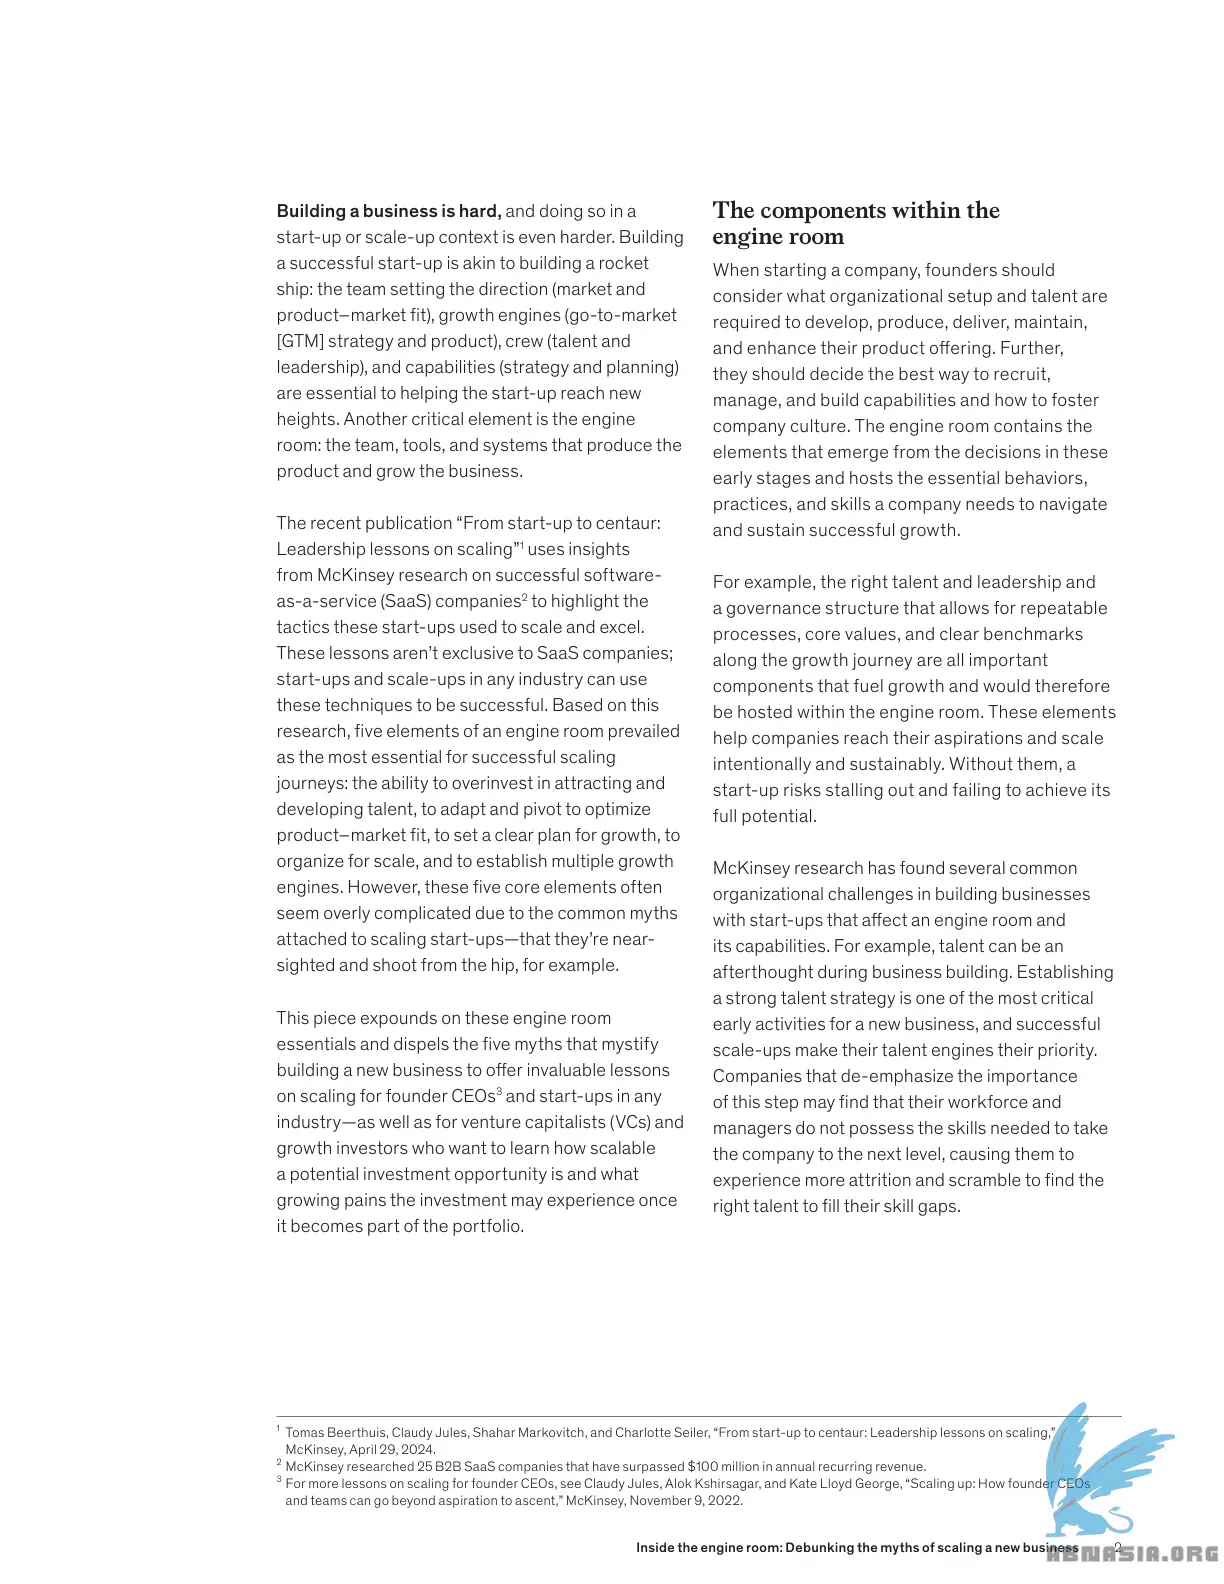 Building a business is hard, and doing so in a
start-up or scale-up context is even harder. Building
a successful start-up is akin to building a rocket
ship: the team setting the direction (market and
product–market fit), growth engines (go-to-market
[GTM] strategy and product), crew (talent and
leadership), and capabilities (strategy and planning)
are essential to helping the start-up reach new
heights. Another critical element is the engine
room: the team, tools, and systems that produce the
product and grow the business.
The recent publication “From start-up to centaur:
Leadership lessons on scaling”1 uses insights
from McKinsey research on successful software-
as-a-service (SaaS) companies2 to highlight the
tactics these start-ups used to scale and excel.
These lessons aren’t exclusive to SaaS companies;
start-ups and scale-ups in any industry can use
these techniques to be successful. Based on this
research, five elements of an engine room prevailed
as the most essential for successful scaling
journeys: the ability to overinvest in attracting and
developing talent, to adapt and pivot to optimize
product–market fit, to set a clear plan for growth, to
organize for scale, and to establish multiple growth
engines. However, these five core elements often
seem overly complicated due to the common myths
attached to scaling start-ups—that they’re near-
sighted and shoot from the hip, for example.
This piece expounds on these engine room
essentials and dispels the five myths that mystify
building a new business to offer invaluable lessons
on scaling for founder CEOs3 and start-ups in any
industry—as well as for venture capitalists (VCs) and
growth investors who want to learn how scalable
a potential investment opportunity is and what
growing pains the investment may experience once
it becomes part of the portfolio.
The components within the
engine room
When starting a company, founders should
consider what organizational setup and talent are
required to develop, produce, deliver, maintain,
and enhance their product offering. Further,
they should decide the best way to recruit,
manage, and build capabilities and how to foster
company culture. The engine room contains the
elements that emerge from the decisions in these
early stages and hosts the essential behaviors,
practices, and skills a company needs to navigate
and sustain successful growth.
For example, the right talent and leadership and
a governance structure that allows for repeatable
processes, core values, and clear benchmarks
along the growth journey are all important
components that fuel growth and would therefore
be hosted within the engine room. These elements
help companies reach their aspirations and scale
intentionally and sustainably. Without them, a
start-up risks stalling out and failing to achieve its
full potential.
McKinsey research has found several common
organizational challenges in building businesses
with start-ups that affect an engine room and
its capabilities. For example, talent can be an
afterthought during business building. Establishing
a strong talent strategy is one of the most critical
early activities for a new business, and successful
scale-ups make their talent engines their priority.
Companies that de-emphasize the importance
of this step may find that their workforce and
managers do not possess the skills needed to take
the company to the next level, causing them to
experience more attrition and scramble to find the
right talent to fill their skill gaps.
1 Tomas Beerthuis, Claudy Jules, Shahar Markovitch, and Charlotte Seiler, “From start-up to centaur: Leadership lessons on scaling,”
McKinsey, April 29, 2024.
2 McKinsey researched 25 B2B SaaS companies that have surpassed $100 million in annual recurring revenue.
3 For more lessons on scaling for founder CEOs, see Claudy Jules, Alok Kshirsagar, and Kate Lloyd George, “Scaling up: How founder CEOs
and teams can go beyond aspiration to ascent,” McKinsey, November 9, 2022.
Inside the engine room: Debunking the myths of scaling a new business 2
ABNASIA.ORG